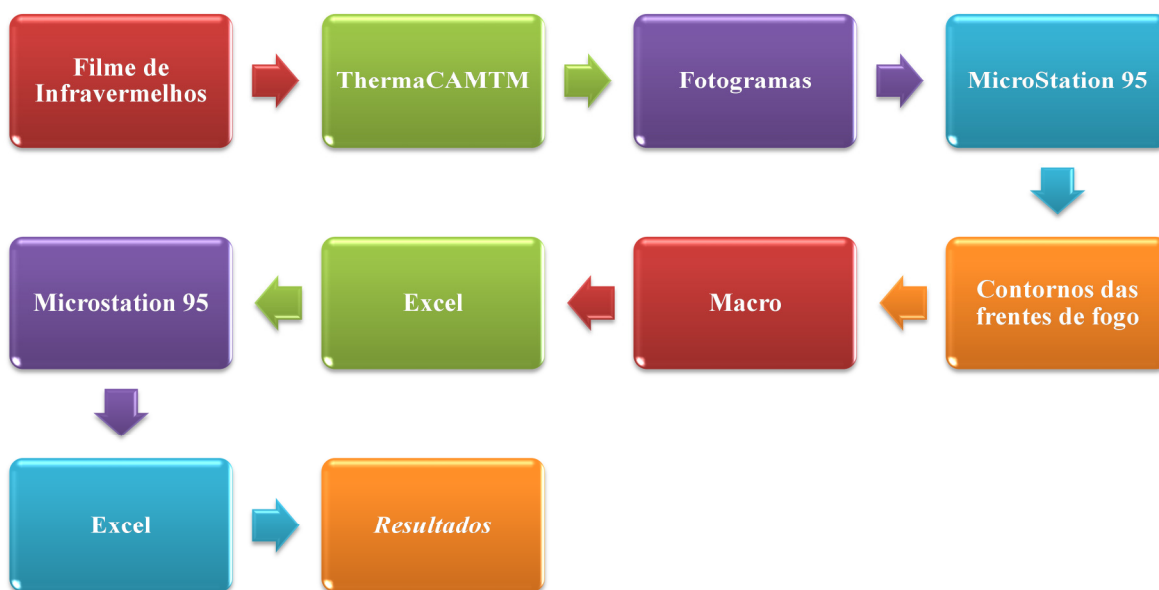 Filme de
Infravermelhos
ThermaCAMTM
Fotogramas
MicroStation 95
Contornos das
frentes de fogo
Macro
Excel
Microstation 95
Excel
Resultados